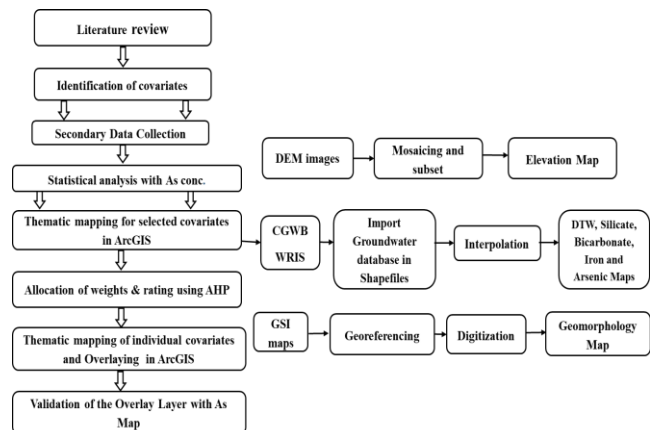 Literature review
Identification of covariates
Secondary Data Collection
Statistical analysis with As conc.
Thematic mapping for selected covariates
in ArcGIS
Allocation of weights & rating using AHP
Thematic mapping of individual covariates
and Overlaying in ArcGIS
Validation of the Overlay Layer with As
Map
DEM images
Mosaicing and
subset
Elevation Map
CGWB
WRIS
Import
Groundwater
database in
Shapefiles
Interpolation
DTW, Silicate,
Bicarbonate,
Iron and
Arsenic Maps
GSI
maps
Georeferencing
Digitization
Geomorphology
Map